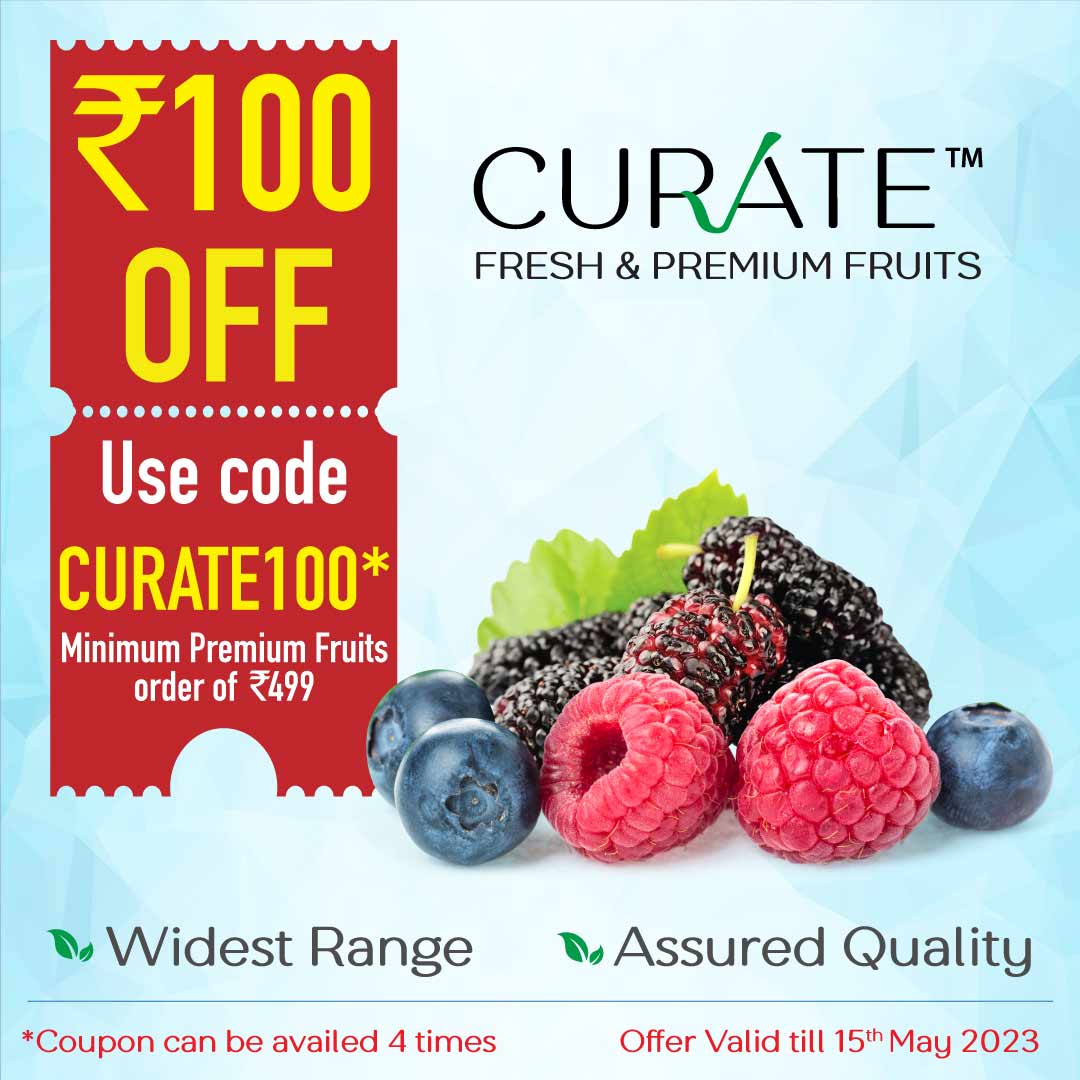 ₹100
OFF
Use code
CURATE100*
Minimum Premium Fruits
order of ₹499
CURATE™
FRESH & PREMIUM FRUITS
Widest Range
Assured Quality
*Coupon can be availed 4 times
Offer Valid till 15th May 2023